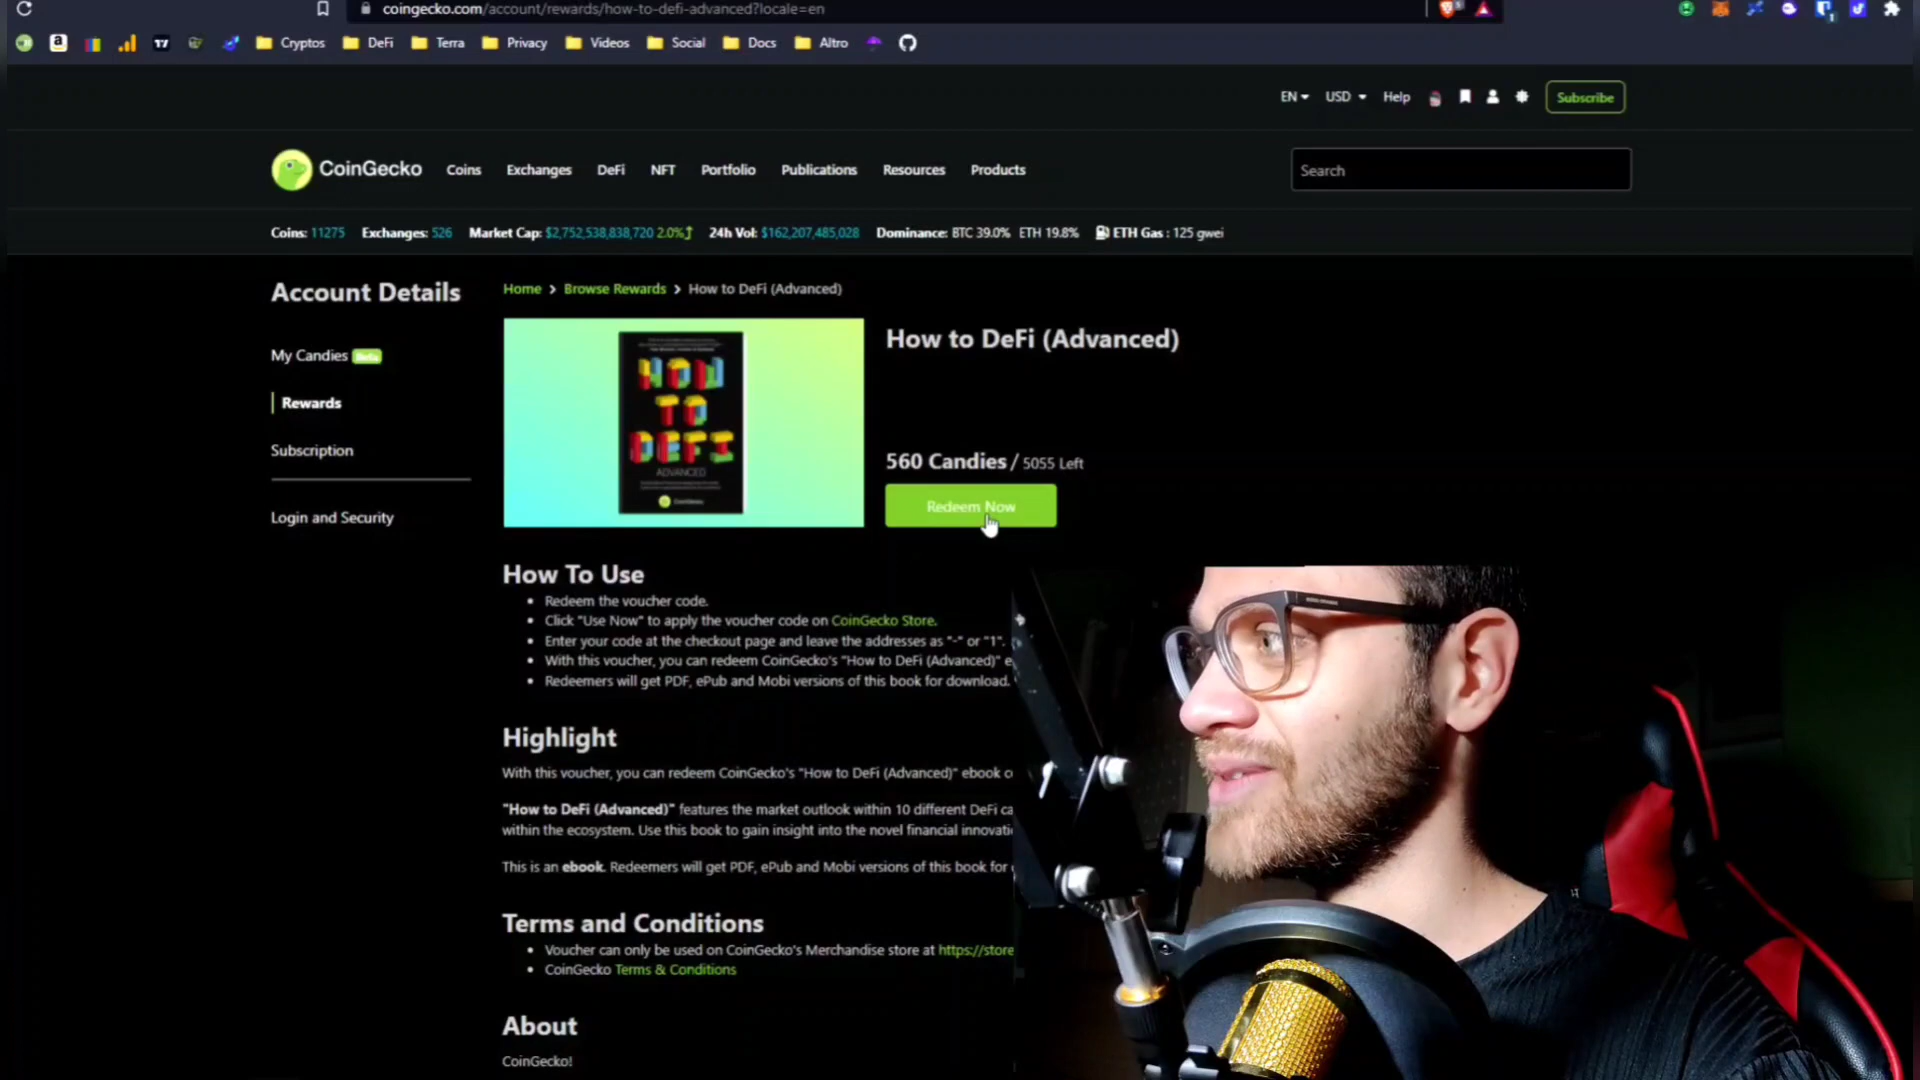 coingecko.com/account/rewards/how-to-defi-advanced?locale=en
Cryptos DeFi Terra Privacy Videos Social Docs Altro
EN USD Help Subscribe
CoinGecko Coins Exchanges DeFi NFT Portfolio Publications Resources Products Search
Coins: 11275 Exchanges: 526 Market Cap: $2,752,538,838,720 2.0% 24h Vol: $162,207,485,028 Dominance: BTC 39.0% ETH 19.8% ETH Gas : 125 gwei
Account Details
My Candies Beta
Rewards
Subscription
Login and Security
Home > Browse Rewards > How to DeFi (Advanced)
HOW
TO
DEFI
ADVANCED
CoinGecko
How to DeFi (Advanced)
560 Candies / 5055 Left
Redeem Now
How To Use
Redeem the voucher code.
Click "Use Now" to apply the voucher code on CoinGecko Store.
Enter your code at the checkout page and leave the addresses as "-" or "1".
With this voucher, you can redeem CoinGecko's "How to DeFi (Advanced)" e
Redeemers will get PDF, ePub and Mobi versions of this book for download.
Highlight
With this voucher, you can redeem CoinGecko's "How to DeFi (Advanced)" ebook o
"How to DeFi (Advanced)" features the market outlook within 10 different DeFi ca
within the ecosystem. Use this book to gain insight into the novel financial innovati
This is an ebook. Redeemers will get PDF, ePub and Mobi versions of this book for
Terms and Conditions
Voucher can only be used on CoinGecko's Merchandise store at https://store
CoinGecko Terms & Conditions
About
CoinGecko!